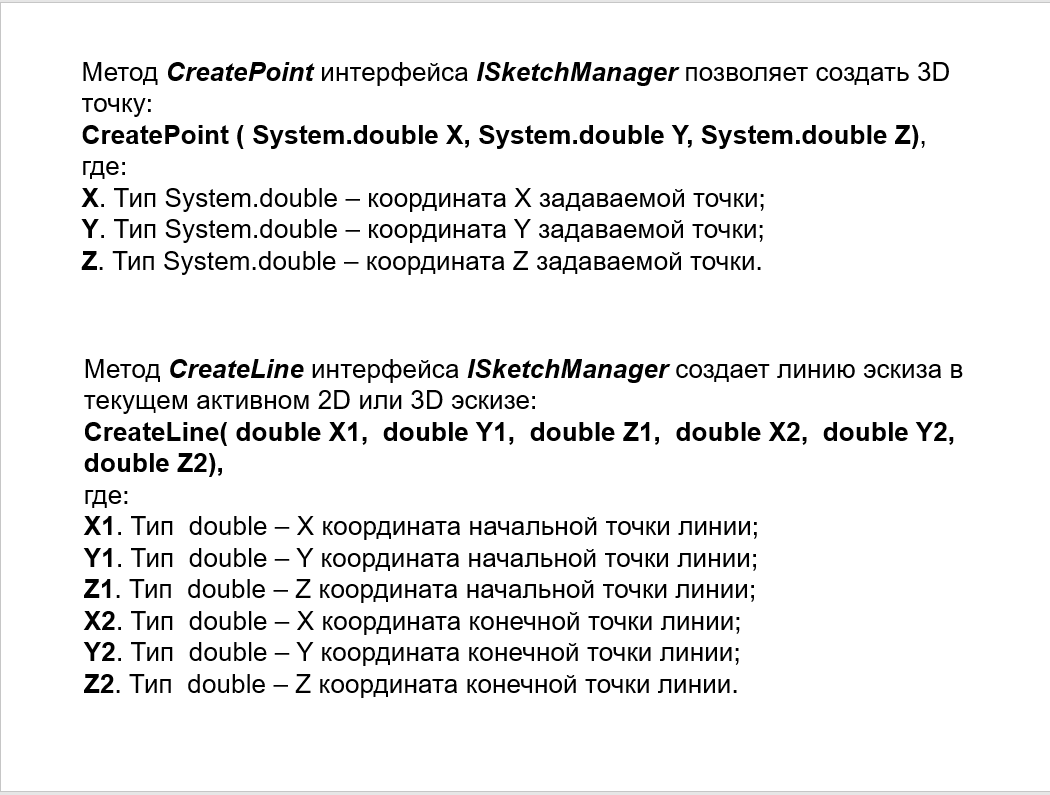 Метод CreatePoint интерфейса ISketchManager позволяет создать 3D
точку:
CreatePoint ( System.double X, System.double Y, System.double Z),
где:
X. Тип System.double – координата X задаваемой точки;
Y. Тип System.double – координата Y задаваемой точки;
Z. Тип System.double – координата Z задаваемой точки.
Метод CreateLine интерфейса ISketchManager создает линию эскиза в
текущем активном 2D или 3D эскизе:
CreateLine( double X1,  double Y1,  double Z1,  double X2,  double Y2,
double Z2),
где:
X1. Тип  double – X координата начальной точки линии;
Y1. Тип  double – Y координата начальной точки линии;
Z1. Тип  double – Z координата начальной точки линии;
X2. Тип  double – X координата конечной точки линии;
Y2. Тип  double – Y координата конечной точки линии;
Z2. Тип  double – Z координата конечной точки линии.